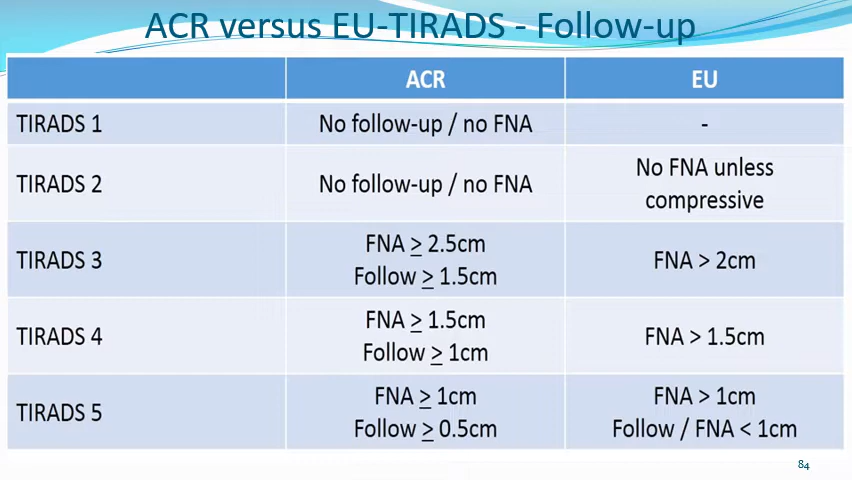 ACR versus EU-TIRADS - Follow-up
ACR EU
TIRADS 1 No follow-up / no FNA -
TIRADS 2 No follow-up / no FNA No FNA unless
compressive
TIRADS 3 FNA ≥ 2.5cm FNA > 2cm
Follow ≥ 1.5cm
TIRADS 4 FNA ≥ 1.5cm FNA > 1.5cm
Follow ≥ 1cm
TIRADS 5 FNA ≥ 1cm FNA > 1cm
Follow ≥ 0.5cm Follow / FNA < 1cm
84